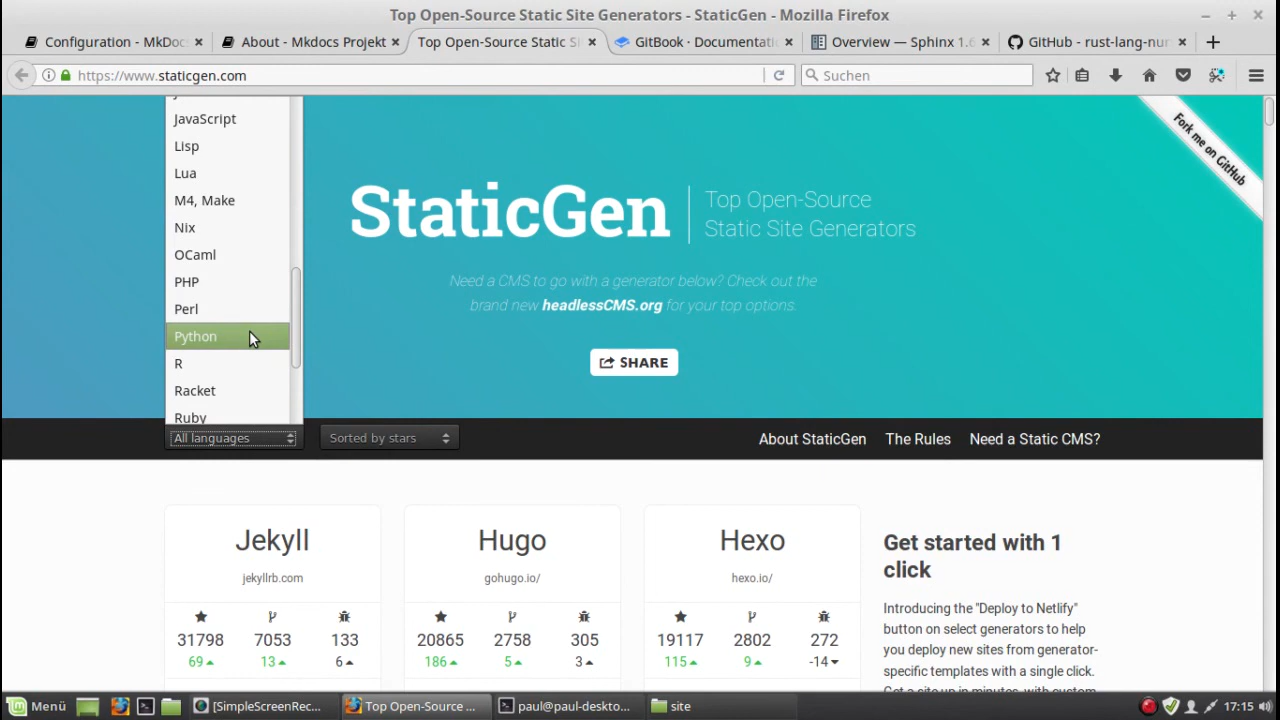 Top Open-Source Static Site Generators - StaticGen - Mozilla Firefox
Configuration - MkDoc
About - Mkdocs Projekt
Top Open-Source Static Si
GitBook · Documentati
Overview — Sphinx 1.6
GitHub - rust-lang-nur
https://www.staticgen.com
Suchen
JavaScript
Lisp
Lua
M4, Make
Nix
OCaml
PHP
Perl
Python
R
Racket
Ruby
All languages
Sorted by stars
StaticGen
Top Open-Source
Static Site Generators
Need a CMS to go with a generator below? Check out the
brand new headlessCMS.org for your top options.
SHARE
Fork me on GitHub
About StaticGen
The Rules
Need a Static CMS?
Jekyll
jekyllrb.com
31798 7053 133
69 13 6
Hugo
gohugo.io/
20865 2758 305
186 5 3
Hexo
hexo.io/
19117 2802 272
115 9 -14
Get started with 1
click
Introducing the "Deploy to Netlify"
button on select generators to help
you deploy new sites from generator-
specific templates with a single click.
Get a site up in minutes, with custom
Menü
[SimpleScreenRec...
Top Open-Source ...
paul@paul-deskto...
site
17:15